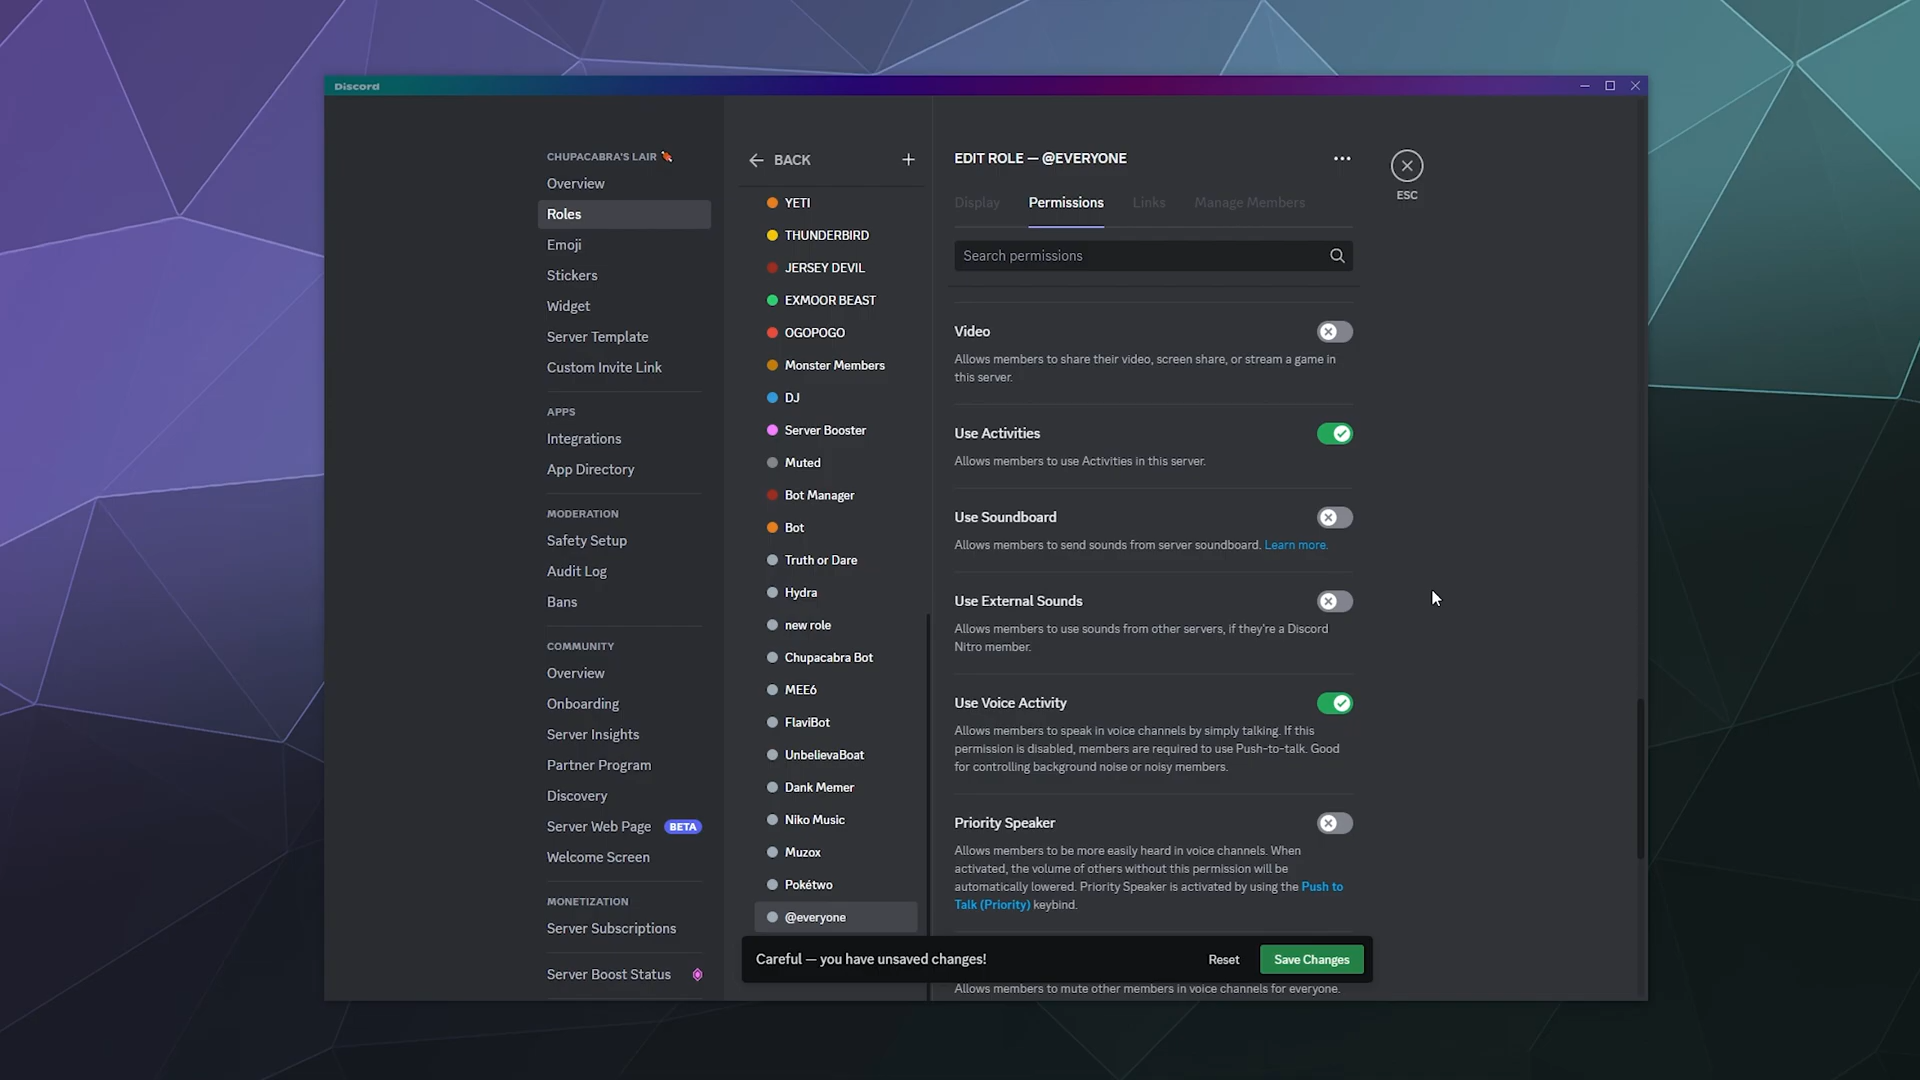 Discord
CHUPACABRA'S LAIR
Overview
Roles
Emoji
Stickers
Widget
Server Template
Custom Invite Link
APPS
Integrations
App Directory
MODERATION
Safety Setup
Audit Log
Bans
COMMUNITY
Overview
Onboarding
Server Insights
Partner Program
Discovery
Server Web Page BETA
Welcome Screen
MONETIZATION
Server Subscriptions
Server Boost Status
BACK
YETI
THUNDERBIRD
JERSEY DEVIL
EXMOOR BEAST
OGOPOGO
Monster Members
DJ
Server Booster
Muted
Bot Manager
Bot
Truth or Dare
Hydra
new role
Chupacabra Bot
MEE6
FlaviBot
UnbelievaBoat
Dank Memer
Niko Music
Muzox
Pokétwo
@everyone
EDIT ROLE — @EVERYONE
ESC
Display Permissions Links Manage Members
Search permissions
Video
Allows members to share their video, screen share, or stream a game in
this server.
Use Activities
Allows members to use Activities in this server.
Use Soundboard
Allows members to send sounds from server soundboard. Learn more.
Use External Sounds
Allows members to use sounds from other servers, if they're a Discord
Nitro member.
Use Voice Activity
Allows members to speak in voice channels by simply talking. If this
permission is disabled, members are required to use Push-to-talk. Good
for controlling background noise or noisy members.
Priority Speaker
Allows members to be more easily heard in voice channels. When
activated, the volume of others without this permission will be
automatically lowered. Priority Speaker is activated by using the Push to
Talk (Priority) keybind.
Careful — you have unsaved changes! Reset Save Changes
Allows members to mute other members in voice channels for everyone.